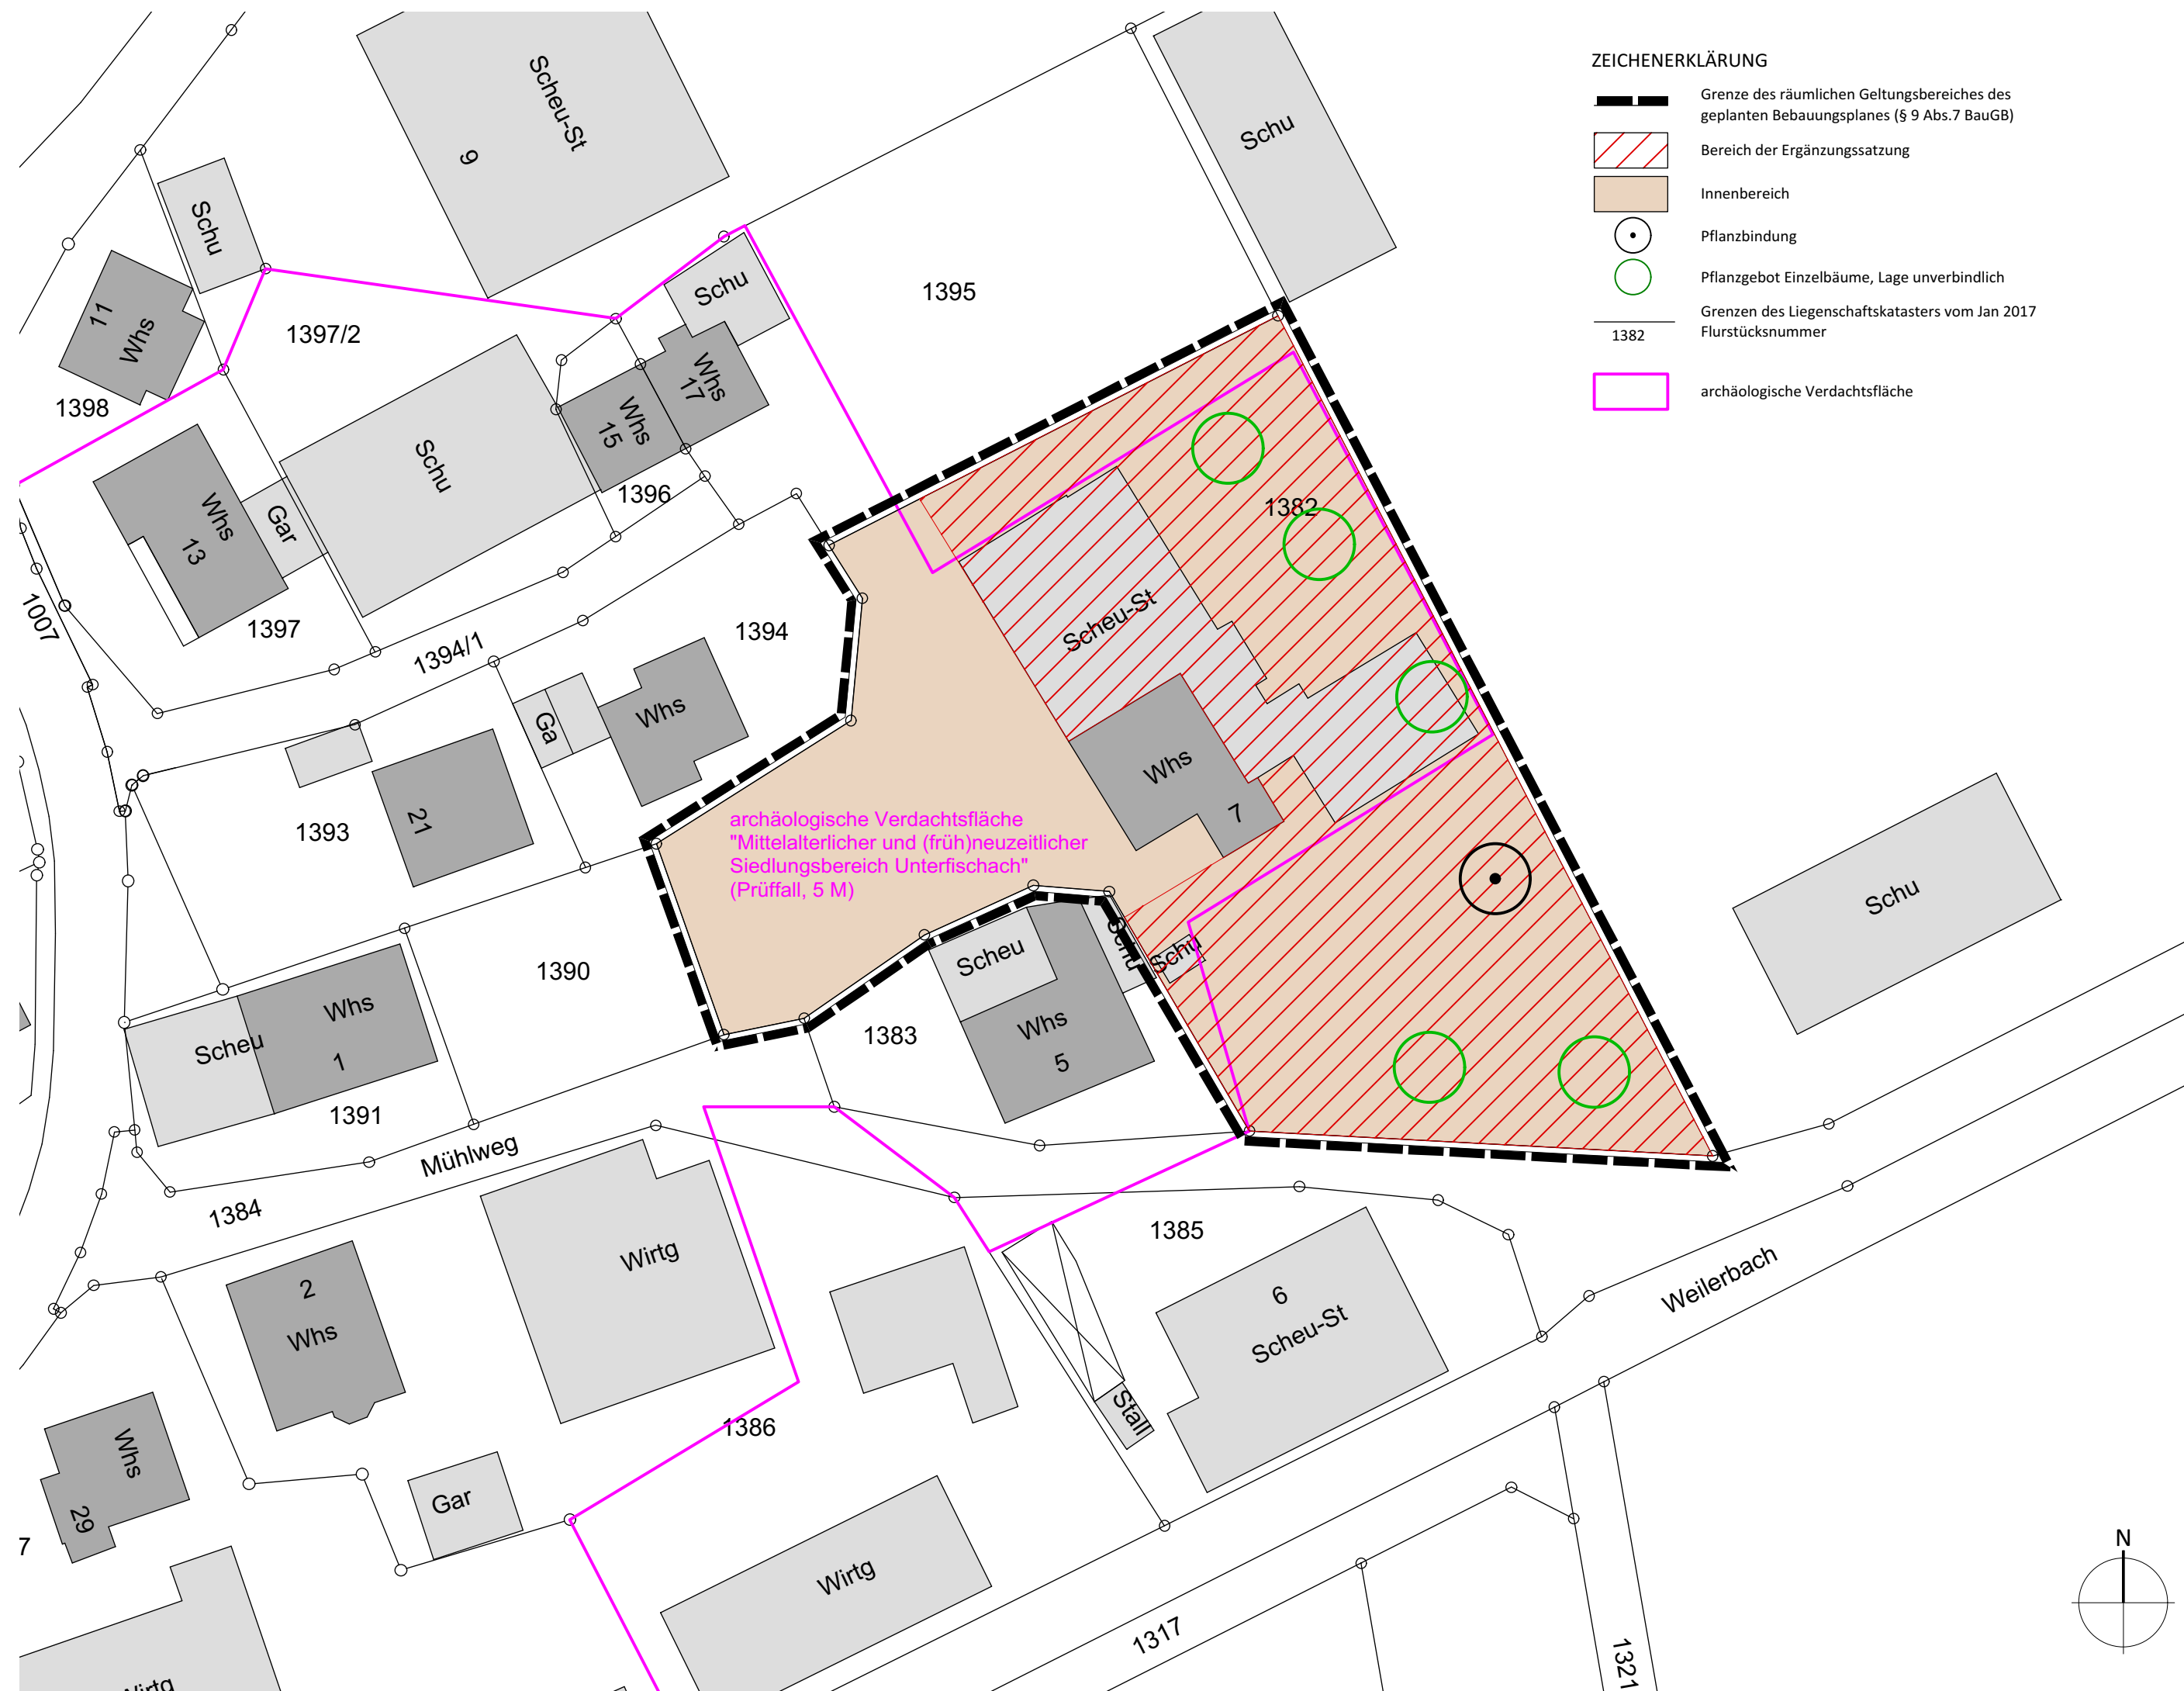 ZEICHENERKLÄRUNG
Grenze des räumlichen Geltungsbereiches des
geplanten Bebauungsplanes (§ 9 Abs.7 BauGB)
Bereich der Ergänzungssatzung
Innenbereich
Pflanzbindung
Pflanzgebot Einzelbäume, Lage unverbindlich
Grenzen des Liegenschaftskatasters vom Jan 2017
1382
Flurstücksnummer
archäologische Verdachtsfläche
Scheu-St
9
Schu
Schu
11
Whs
1398
1397/2
Schu
1395
Whs
17
Whs
15
1396
Schu
Whs
13
Gar
1397
1007
1394/1
1394
1382
Scheu-St
Whs
7
Ga
Whs
1393
21
archäologische Verdachtsfläche
"Mittelalterlicher und (früh)neuzeitlicher
Siedlungsbereich Unterfischach"
(Prüffall, 5 M)
Schu
1390
Scheu
Schu
Schu
Whs
5
1383
Whs
Scheu
1
1391
Mühlweg
1384
1385
Wirtg
2
Whs
6
Scheu-St
Weilerbach
Stall
1386
Whs
29
Gar
7
Wirtg
Wirtg
1317
1321
N